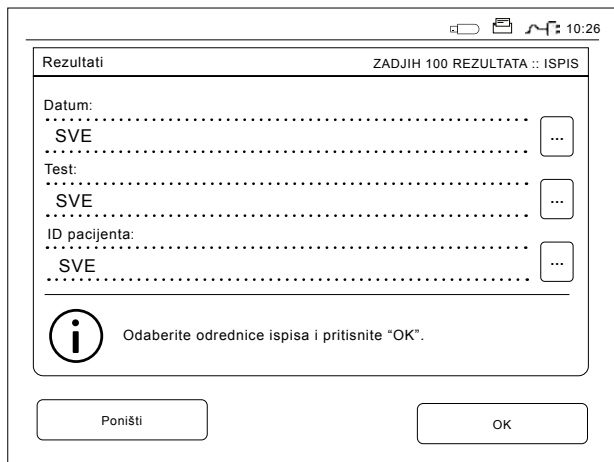 10:26
Rezultati ZADJIH 100 REZULTATA :: ISPIS
Datum:
SVE
...
Test:
SVE
...
ID pacijenta:
SVE
...
i
Odaberite odrednice ispisa i pritisnite “OK”.
Poništi OK